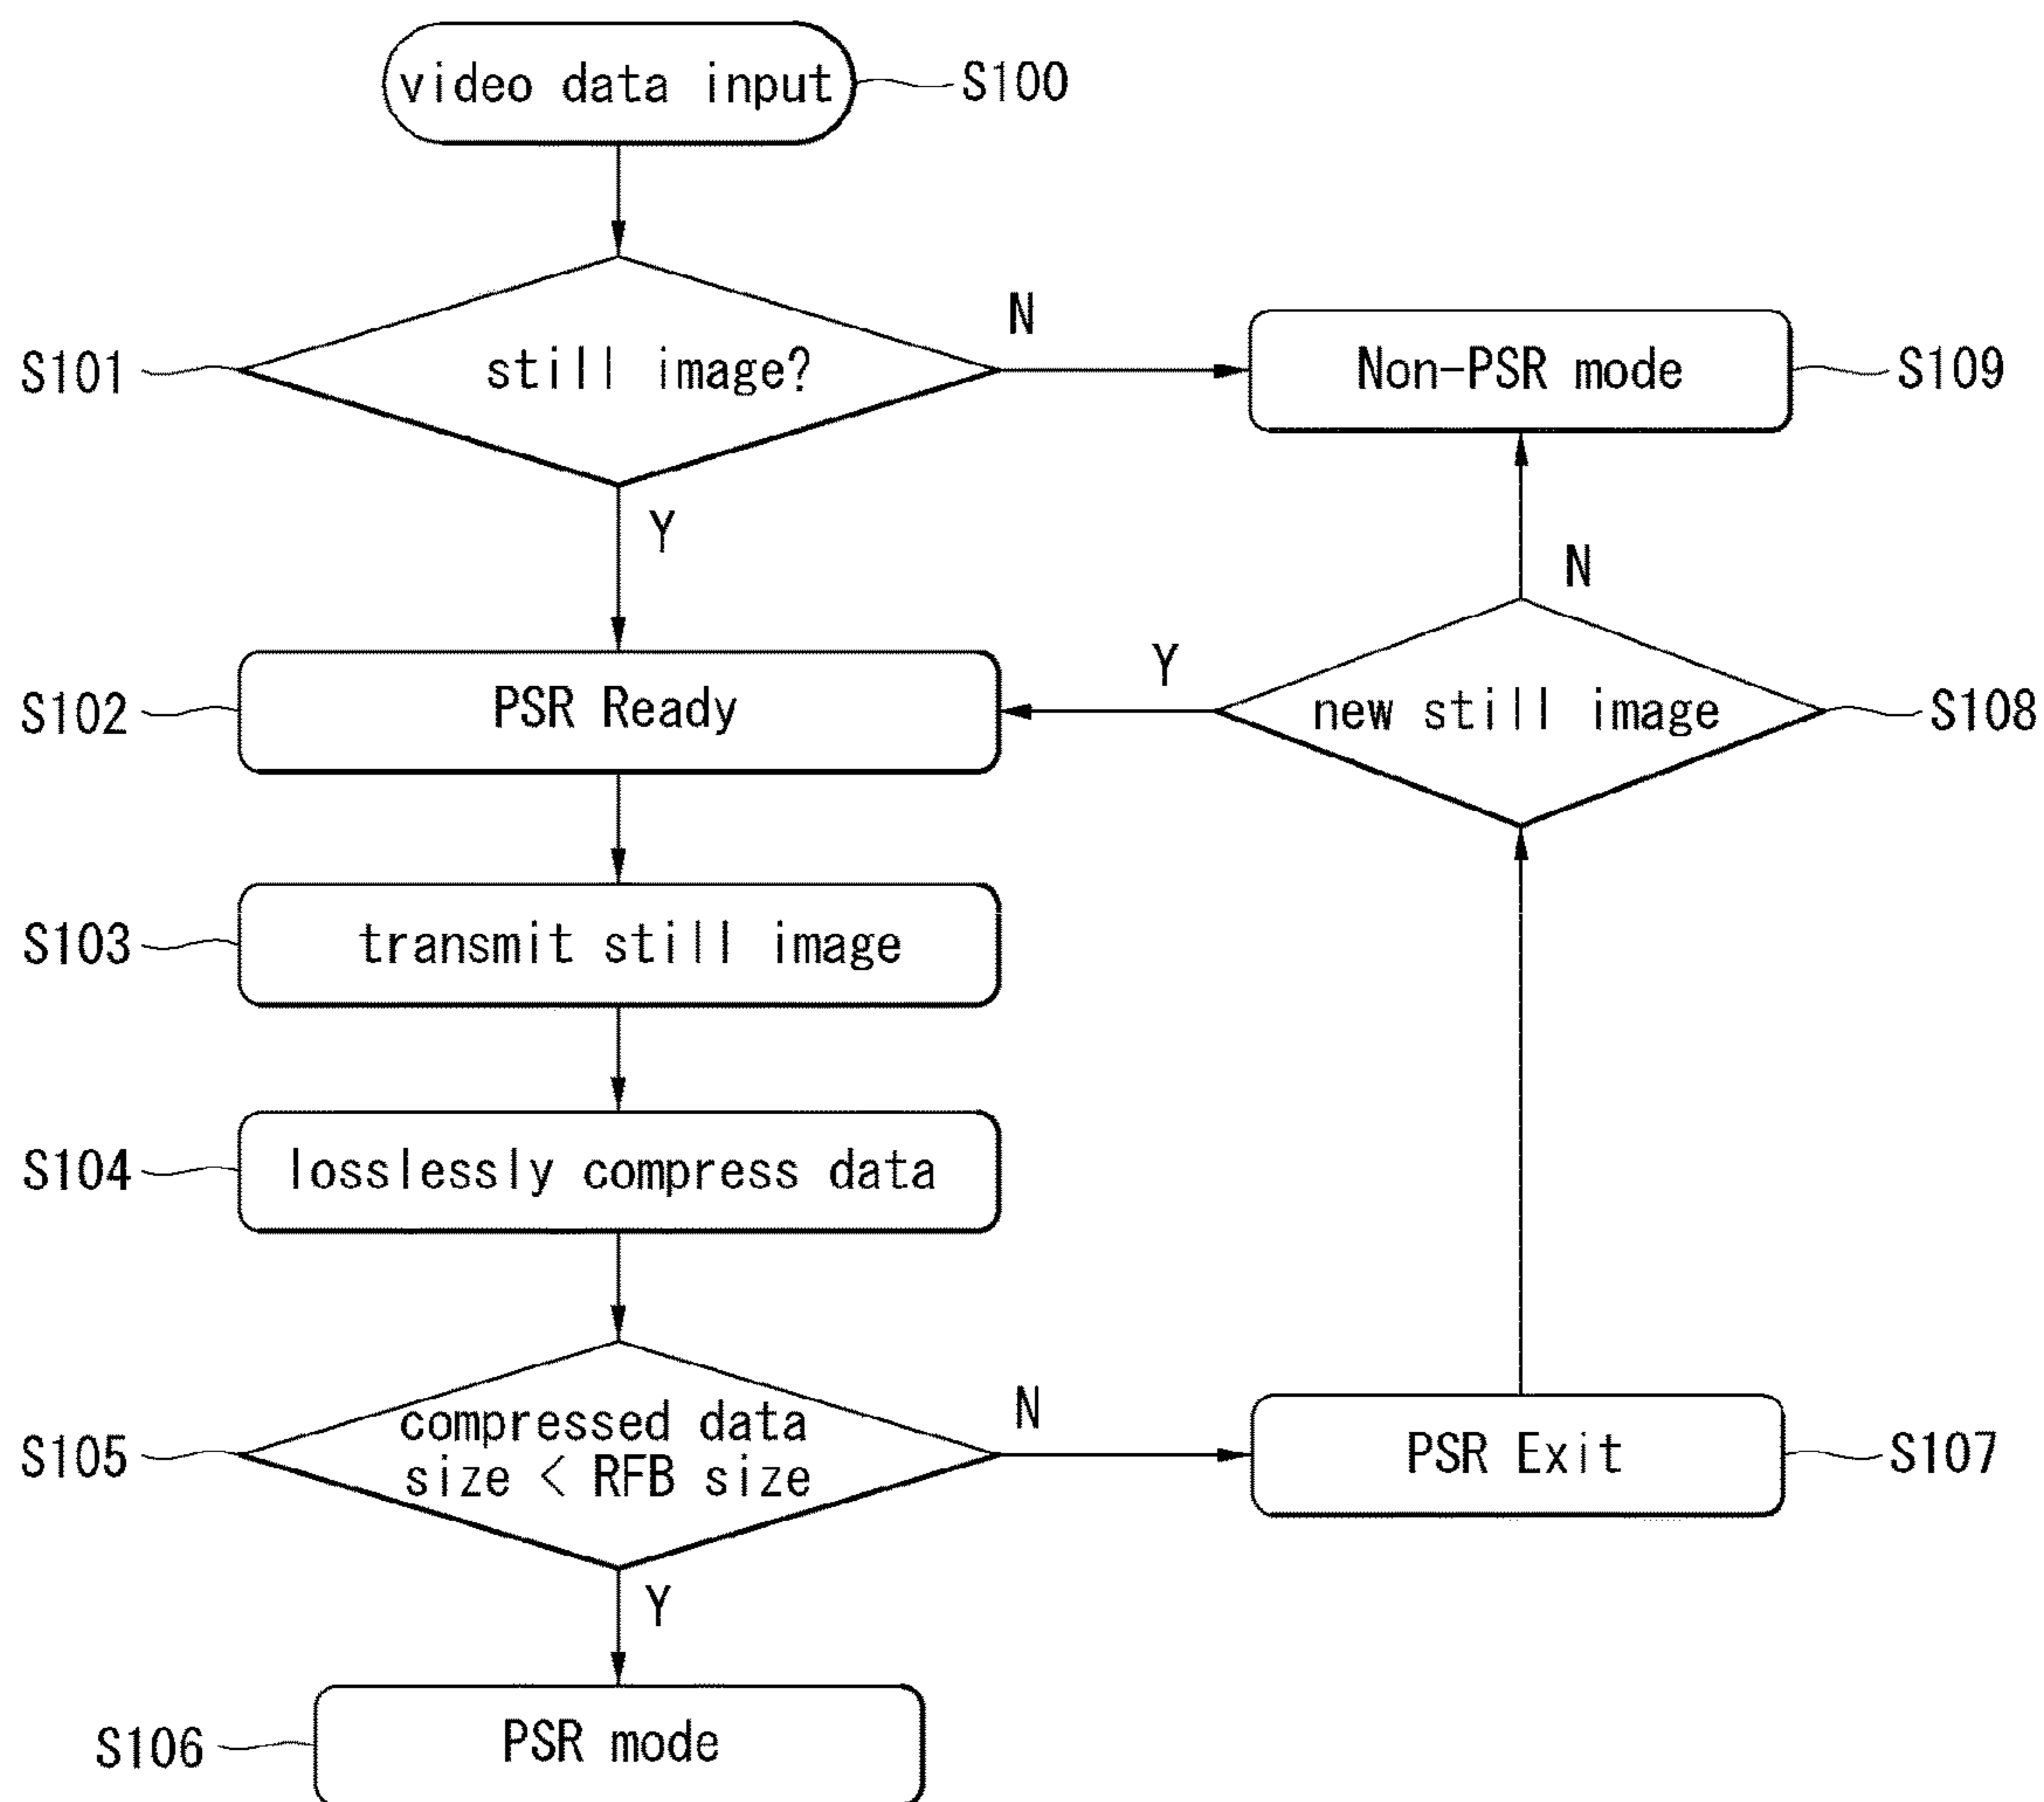 video data input
S100
S101
still image?
N
Non-PSR mode
S109
Y
N
S102
PSR Ready
Y
new still image
S108
S103
transmit still image
S104
losslessly compress data
S105
compressed data
size < RFB size
N
PSR Exit
S107
Y
S106
PSR mode